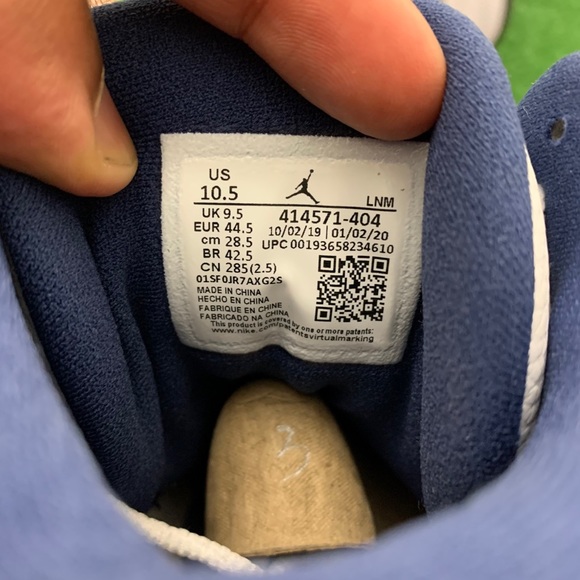 US
10.5
LNM
UK 9.5
414571-404
EUR 44.5
10/02/19 | 01/02/20
cm 28.5
UPC 00193658234610
BR 42.5
CN 285(2.5)
01SF0JR7AXG2S
MADE IN CHINA
HECHO EN CHINA
FABRIQUE EN CHINE
FABRICADO NA CHINA
This product is covered by one or more patents:
www.nike.com/patentsvirtualmarking
3